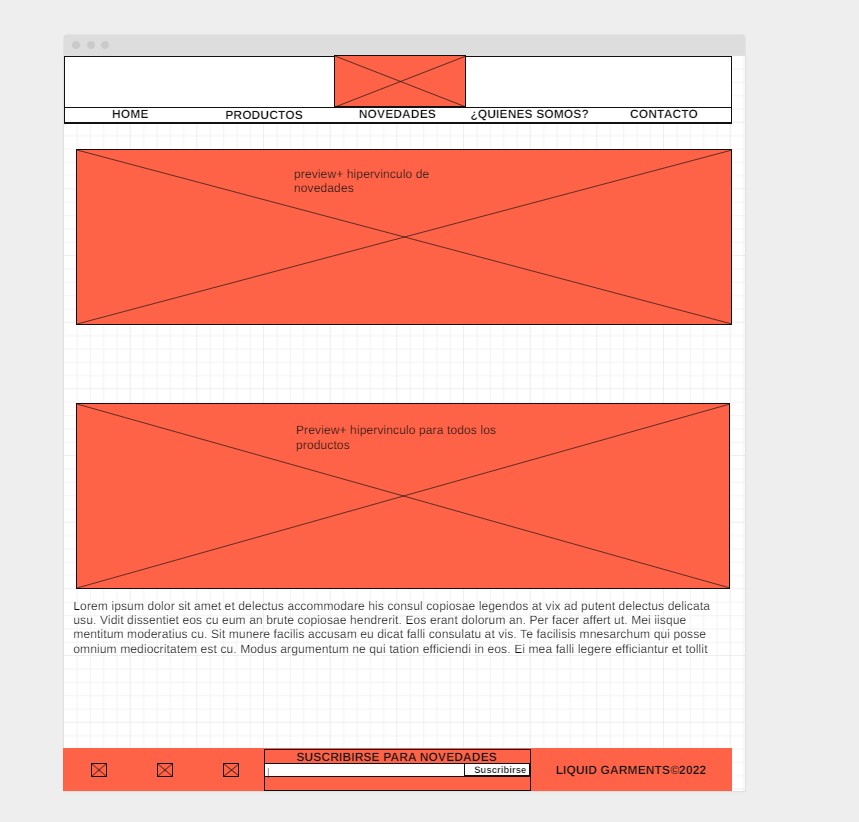 HOME PRODUCTOS NOVEDADES ¿QUIENES SOMOS? CONTACTO
preview+ hipervinculo de
novedades
Preview+ hipervinculo para todos los
productos
Lorem ipsum dolor sit amet et delectus accommodare his consul copiosae legendos at vix ad putent delectus delicata
usu. Vidit dissentiet eos cu eum an brute copiosae hendrerit. Eos erant dolorum an. Per facer affert ut. Mei iisque
mentitum moderatius cu. Sit munere facilis accusam eu dicat falli consulatu at vis. Te facilisis mnesarchum qui posse
omnium mediocritatem est cu. Modus argumentum ne qui tation efficiendi in eos. Ei mea falli legere efficiantur et tollit
SUSCRIBIRSE PARA NOVEDADES
Suscribirse
LIQUID GARMENTS©2022